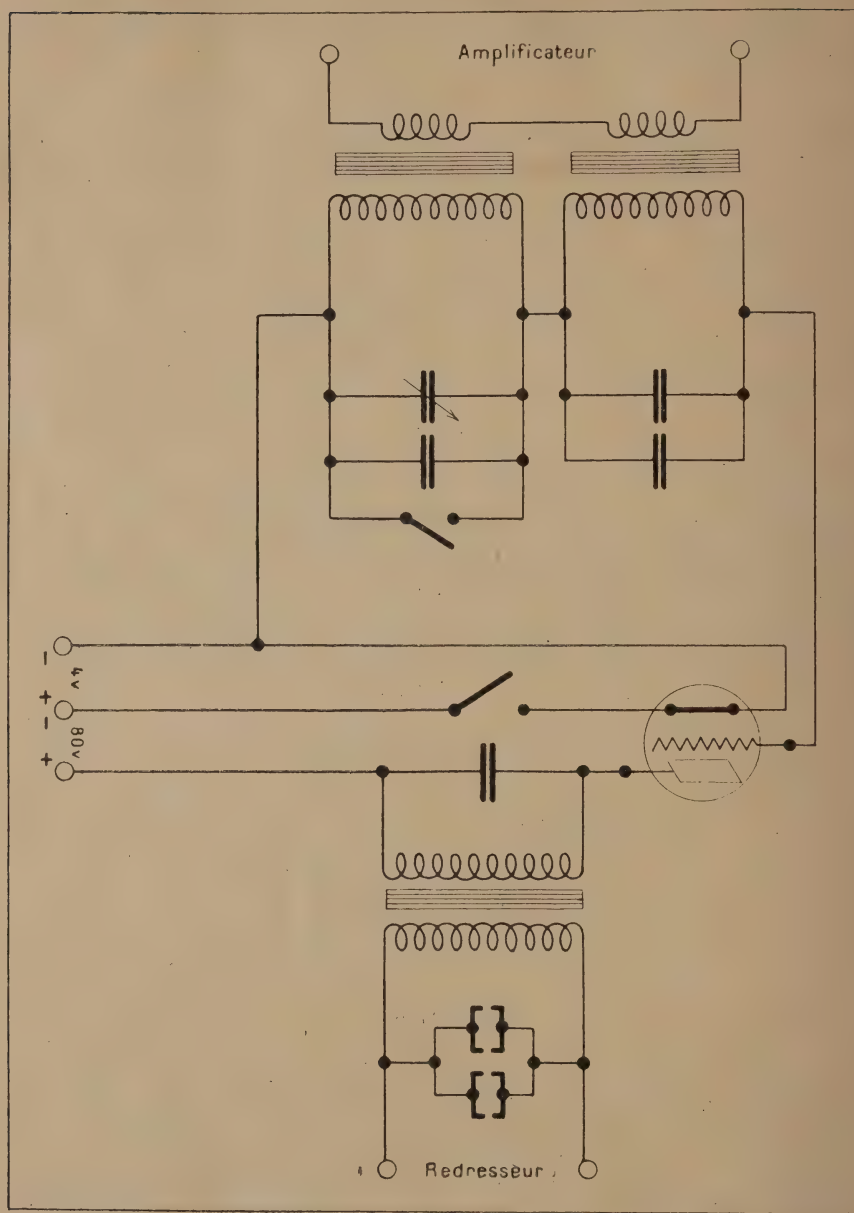 Amplificateur
−
4v
+
−
80v
+
Redresseur